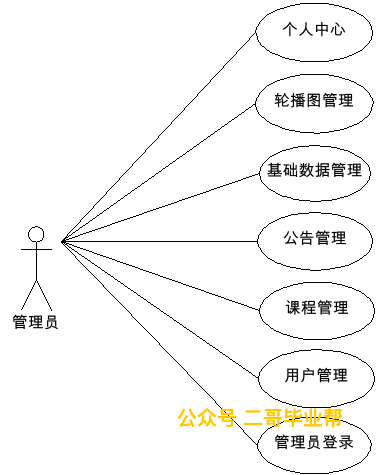 个人中心
轮播图管理
基础数据管理
公告管理
管理员
课程管理
用户管理
公众号 二哥毕业帮
管理员登录